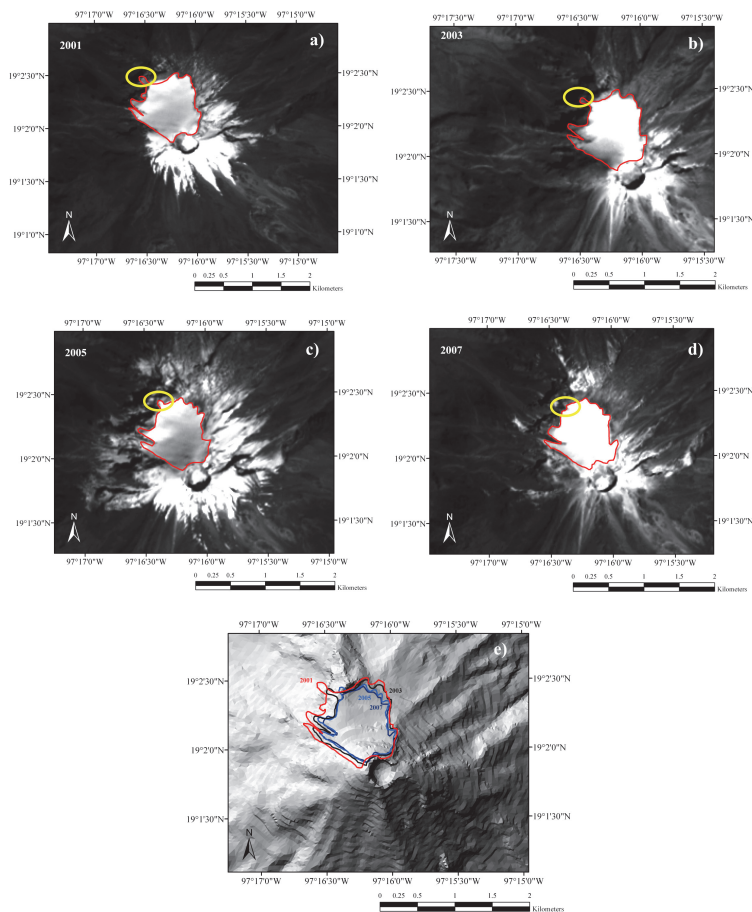 97°17'0"W 97°16'30"W 97°16'0"W 97°15'30"W 97°15'0"W
2001
a)
19°2'30"N 19°2'30"N
19°2'0"N 19°2'0"N
19°1'30"N 19°1'30"N
19°1'0"N 19°1'0"N
N
97°17'0"W 97°16'30"W 97°16'0"W 97°15'30"W 97°15'0"W
0 0.25 0.5 1 1.5 2
Kilometers
97°17'30"W 97°17'0"W 97°16'30"W 97°16'0"W 97°15'30"W
2003
b)
19°2'30"N 19°2'30"N
19°2'0"N 19°2'0"N
19°1'30"N 19°1'30"N
N
97°17'30"W 97°17'0"W 97°16'30"W 97°16'0"W 97°15'30"W
0 0.25 0.5 1 1.5 2
Kilometers
97°17'0"W 97°16'30"W 97°16'0"W 97°15'30"W
2005
c)
19°2'30"N 19°2'30"N
19°2'0"N 19°2'0"N
19°1'30"N 19°1'30"N
N
97°17'0"W 97°16'30"W 97°16'0"W 97°15'30"W 97°15'0"W
0 0.25 0.5 1 1.5 2
Kilometers
97°17'0"W 97°16'30"W 97°16'0"W 97°15'30"W
2007
d)
19°2'30"N 19°2'30"N
19°2'0"N 19°2'0"N
19°1'30"N 19°1'30"N
N
97°17'0"W 97°16'30"W 97°16'0"W 97°15'30"W
0 0.25 0.5 1 1.5 2
Kilometers
97°17'0"W 97°16'30"W 97°16'0"W 97°15'30"W 97°15'0"W
e)
2001
2003
2005
2007
19°2'30"N 19°2'30"N
19°2'0"N 19°2'0"N
19°1'30"N 19°1'30"N
N
97°17'0"W 97°16'30"W 97°16'0"W 97°15'30"W 97°15'0"W
0 0.25 0.5 1 1.5 2
Kilometers